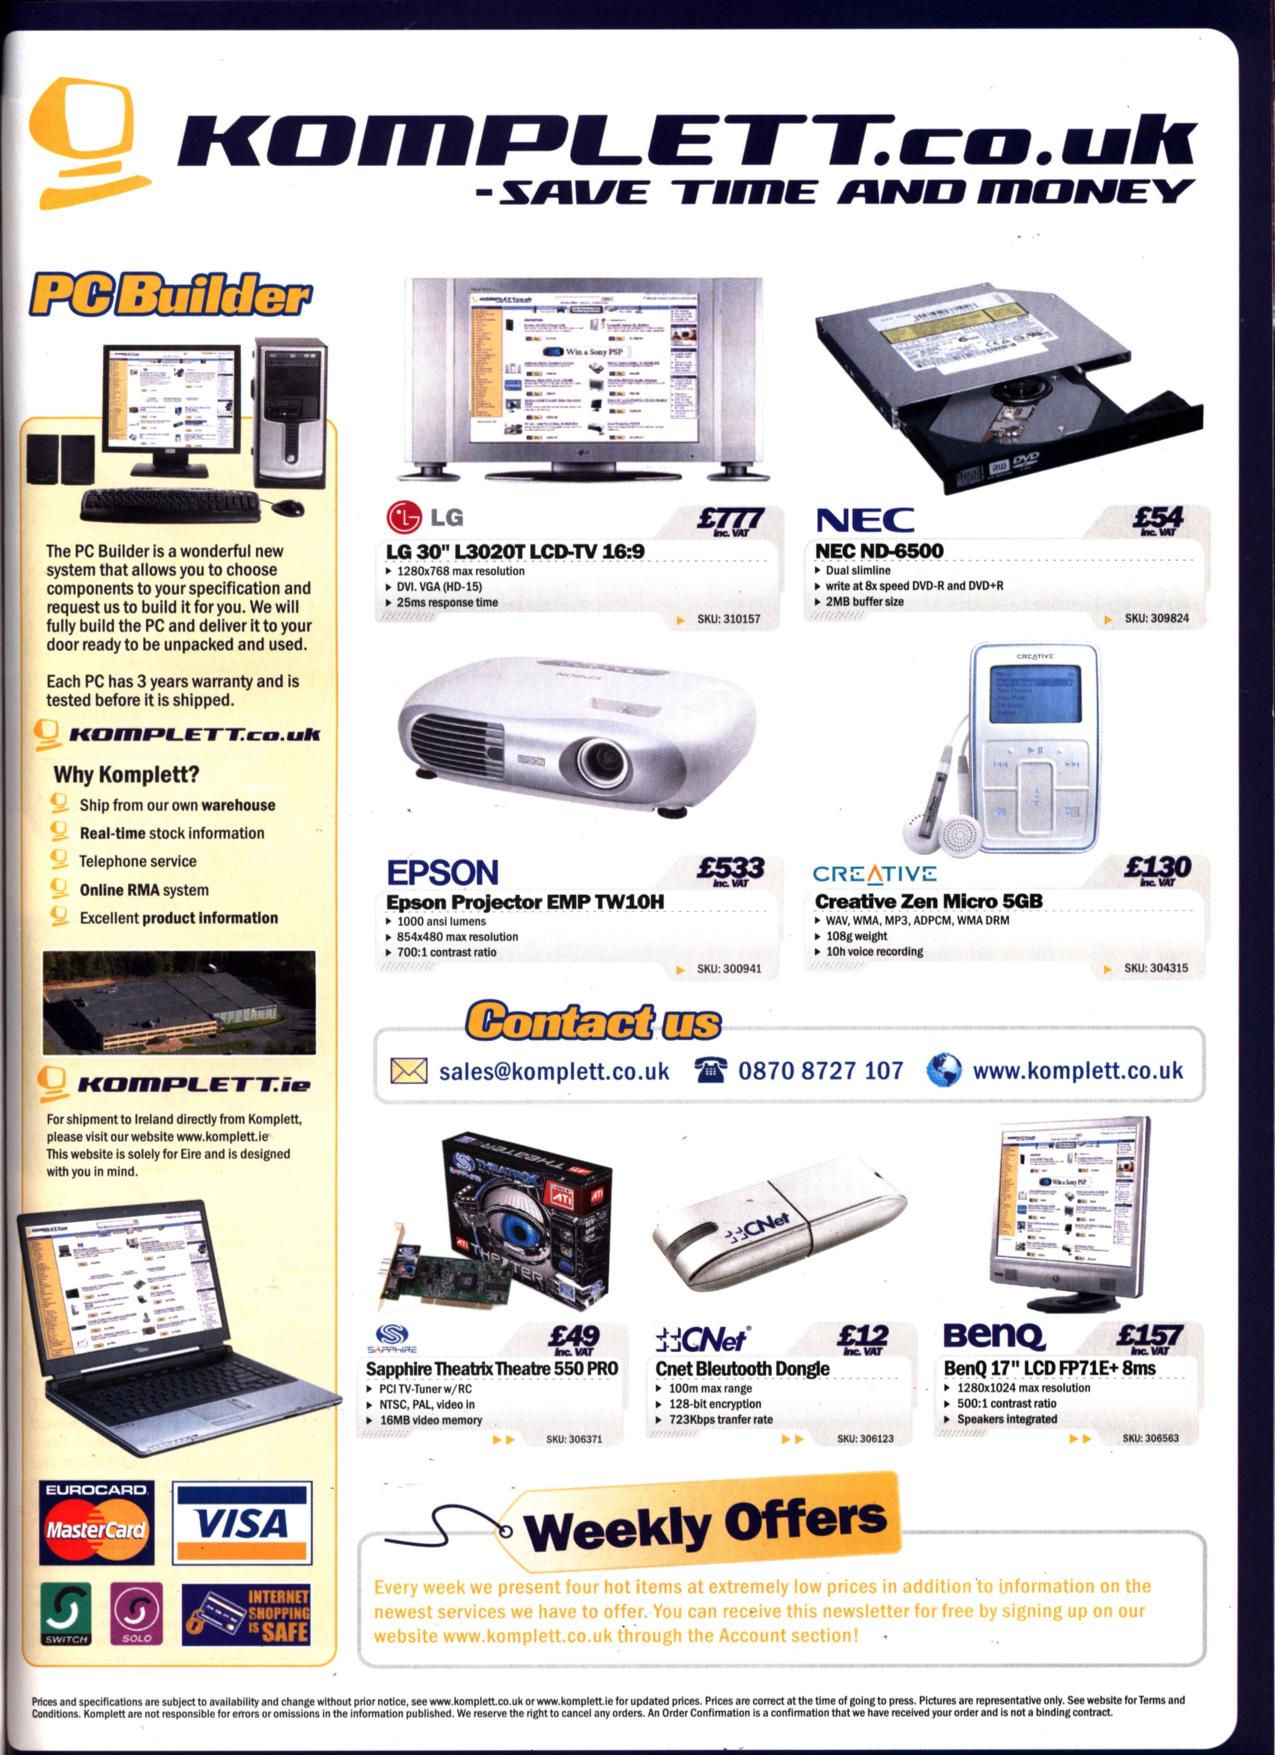 KOMPLETT.co.uk
-SAVE TIME AND MONEY
PC Builder
The PC Builder is a wonderful new
system that allows you to choose
components to your specification and
request us to build it for you. We will
fully build the PC and deliver it to your
door ready to be unpacked and used.
Each PC has 3 years warranty and is
tested before it is shipped.
KOMPLETT.co.uk
Why Komplett?
Ship from our own warehouse
Real-time stock information
Telephone service
Online RMA system
Excellent product information
KOMPLETT.ie
For shipment to Ireland directly from Komplett,
please visit our website www.komplett.ie
This website is solely for Eire and is designed
with you in mind.
EUROCARD
MasterCard
VISA
SWITCH
SOLO
INTERNET
SHOPPING
IS
SAFE
Win a Sony PSP
LG
£777
inc. VAT
LG 30" L3020T LCD-TV 16:9
1280x768 max resolution
DVI. VGA (HD-15)
25ms response time
SKU: 310157
RW DVD
NEC
£54
inc. VAT
NEC ND-6500
Dual slimline
write at 8x speed DVD-R and DVD+R
2MB buffer size
SKU: 309824
EPSON
EPSON
EPSON
£533
inc. VAT
Epson Projector EMP TW10H
1000 ansi lumens
854x480 max resolution
700:1 contrast ratio
SKU: 300941
CREATIVE
CREATIVE
£130
inc. VAT
Creative Zen Micro 5GB
WAV, WMA, MP3, ADPCM, WMA DRM
108g weight
10h voice recording
SKU: 304315
Contact us
sales@komplett.co.uk
0870 8727 107
www.komplett.co.uk
THEATRIX
SAPPHIRE
ATI
ATI
CNet
Win a Sony PSP
SAPPHIRE
£49
inc. VAT
Sapphire Theatrix Theatre 550 PRO
PCI TV-Tuner w/RC
NTSC, PAL, video in
16MB video memory
SKU: 306371
CNet
£12
inc. VAT
Cnet Bleutooth Dongle
100m max range
128-bit encryption
723Kbps tranfer rate
SKU: 306123
BenQ
£157
inc. VAT
BenQ 17" LCD FP71E+ 8ms
1280x1024 max resolution
500:1 contrast ratio
Speakers integrated
SKU: 306563
Weekly Offers
Every week we present four hot items at extremely low prices in addition to information on the
newest services we have to offer. You can receive this newsletter for free by signing up on our
website www.komplett.co.uk through the Account section!
Prices and specifications are subject to availability and change without prior notice, see www.komplett.co.uk or www.komplett.ie for updated prices. Prices are correct at the time of going to press. Pictures are representative only. See website for Terms and
Conditions. Komplett are not responsible for errors or omissions in the information published. We reserve the right to cancel any orders. An Order Confirmation is a confirmation that we have received your order and is not a binding contract.